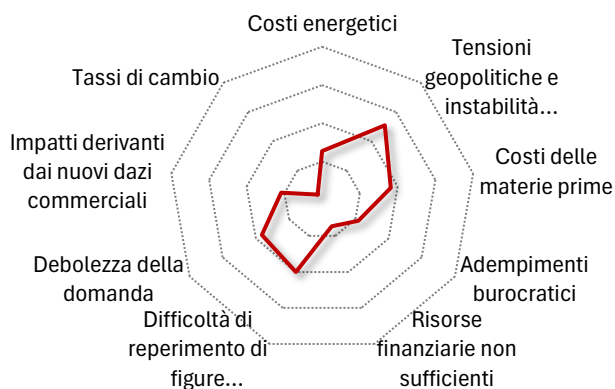 Costi energetici
Tensioni
geopolitiche e
instabilità...
Costi delle
materie prime
Adempimenti
burocratici
Risorse
finanziarie non
sufficienti
Difficoltà di
reperimento di
figure...
Debolezza della
domanda
Impatti derivanti
dai nuovi dazi
commerciali
Tassi di cambio